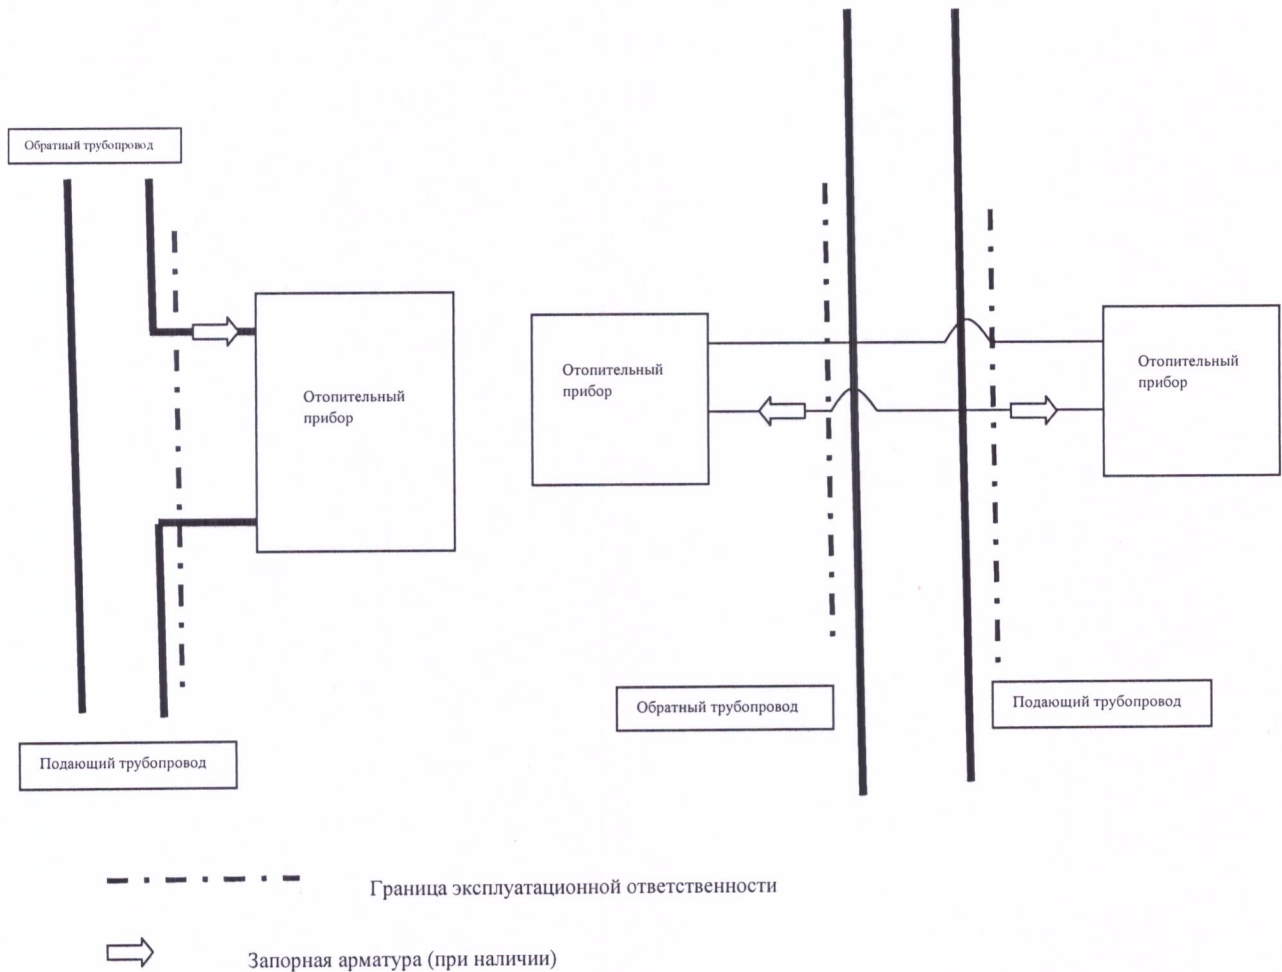 Обратный трубопровод
Отопительный
прибор
Подающий трубопровод
Отопительный
прибор
Отопительный
прибор
Обратный трубопровод
Подающий трубопровод
Граница эксплуатационной ответственности
Запорная арматура (при наличии)